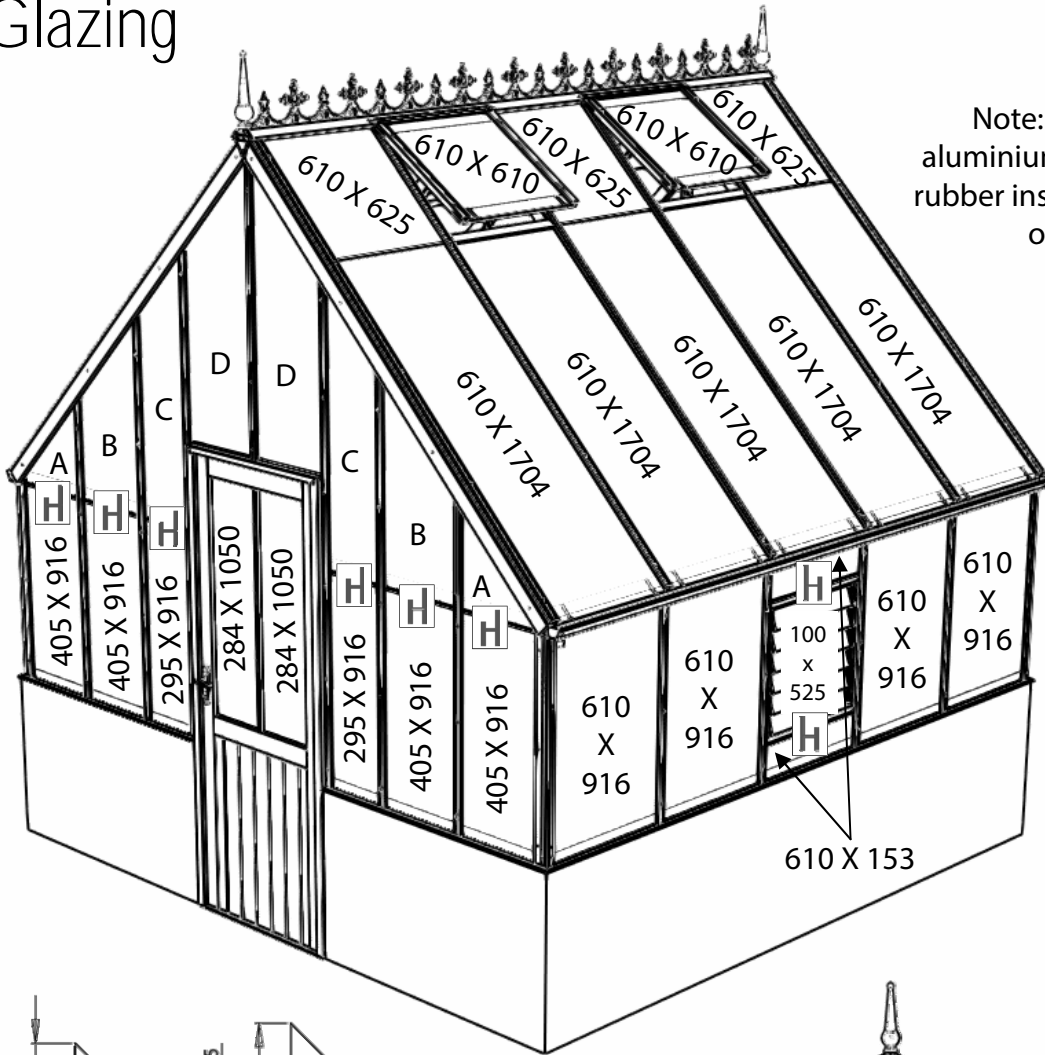 Glazing
Note:
aluminium
rubber ins
o
610 X 625
610 X 610
610 X 625
610 X 610
610 X 625
610 X 1704
610 X 1704
610 X 1704
610 X 1704
610 X 1704
D
D
C
B
A
C
B
A
H
H
H
H
H
H
405 X 916
405 X 916
295 X 916
284 X 1050
284 X 1050
295 X 916
405 X 916
405 X 916
610
X
916
610
X
916
h
100
x
525
h
610
X
916
610
X
916
610 X 153